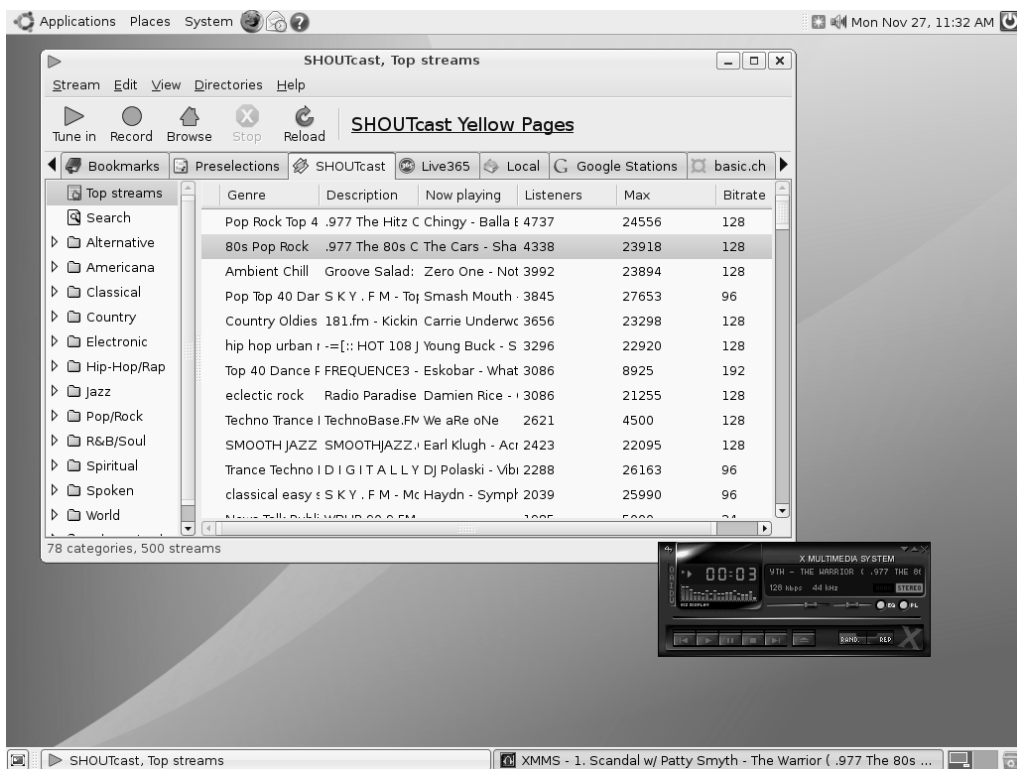 Applications Places System
Mon Nov 27, 11:32 AM
SHOUTcast, Top streams
Stream Edit View Directories Help
Tune in Record Browse Stop Reload SHOUTcast Yellow Pages
Bookmarks Preselections SHOUTcast Live365 Local Google Stations basic.ch
Top streams
Search
Alternative
Americana
Classical
Country
Electronic
Hip-Hop/Rap
Jazz
Pop/Rock
R&B/Soul
Spiritual
Spoken
World
Genre Description Now playing Listeners Max Bitrate
Pop Rock Top 4 .977 The Hitz C Chingy - Balla E 4737 24556 128
80s Pop Rock .977 The 80s C The Cars - Sha 4338 23918 128
Ambient Chill Groove Salad: Zero One - Not 3992 23894 128
Pop Top 40 Dar S K Y . F M - Top Smash Mouth - 3845 27653 96
Country Oldies 181.fm - Kickin Carrie Underwo 3656 23298 128
hip hop urban r -=[:: HOT 108 J Young Buck - S 3296 22920 128
Top 40 Dance F FREQUENCE3 - Eskobar - What 3086 8925 192
eclectic rock Radio Paradise Damien Rice - 3086 21255 128
Techno Trance TechnoBase.FM We aRe oNe 2621 4500 128
SMOOTH JAZZ SMOOTHJAZZ. Earl Klugh - Acr 2423 22095 128
Trance Techno D I G I T A L L Y DJ Polaski - Vib 2288 26163 96
classical easy s S K Y . F M - Mo Haydn - Symph 2039 25990 96
78 categories, 500 streams
X MULTIMEDIA SYSTEM
00:03
YTH - THE WARRIOR ( .977 THE 80
128 kbps 44 kHz STEREO
EQ PL
RAND. REP
SHOUTcast, Top streams
XMMS - 1. Scandal w/ Patty Smyth - The Warrior ( .977 The 80s ...